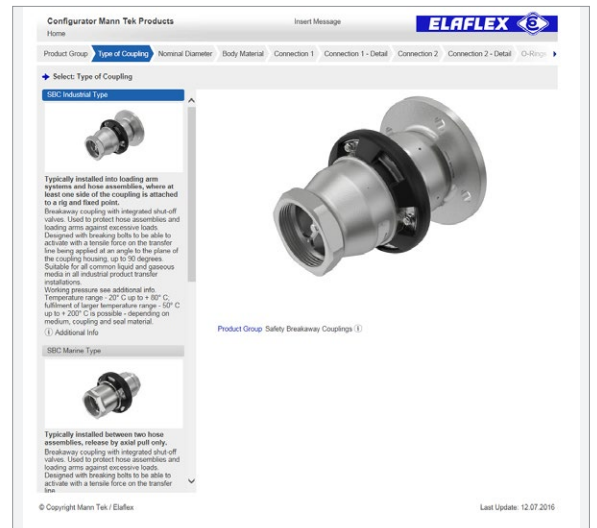 Configurator Mann Tek Products
Insert Message
ELAFLEX
Home
Product Group Type of Coupling Nominal Diameter Body Material Connection 1 Connection 1 - Detail Connection 2 Connection 2 - Detail O-Rings
Select: Type of Coupling
SBC Industrial Type
Typically installed into loading arm
systems and hose assemblies, where at
least one side of the coupling is attached
to a rig and fixed point.
Breakaway coupling with integrated shut-off
valves. Used to protect hose assemblies and
loading arms against excessive loads.
Designed with breaking bolts to be able to
activate with a tensile force on the transfer
line being applied at an angle to the plane of
the coupling housing, up to 90 degrees.
Suitable for all common liquid and gaseous
media in all industrial product transfer
installations.
Working pressure see additional info.
Temperature range - 20° C up to + 80° C;
fulfilment of larger temperature range - 50° C
up to + 200° C is possible - depending on
medium, coupling and seal material.
i Additional Info
Product Group Safety Breakaway Couplings i
SBC Marine Type
Typically installed between two hose
assemblies, release by axial pull only.
Breakaway coupling with integrated shut-off
valves. Used to protect hose assemblies and
loading arms against excessive loads.
Designed with breaking bolts to be able to
activate with a tensile force on the transfer
line
© Copyright Mann Tek / Elaflex
Last Update: 12.07.2016